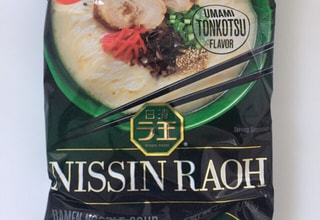 UMAMI
TONKOTSU
FLAVOR
日清
ラ王
NISSIN RAOH
RAMEN NOODLE SOUP